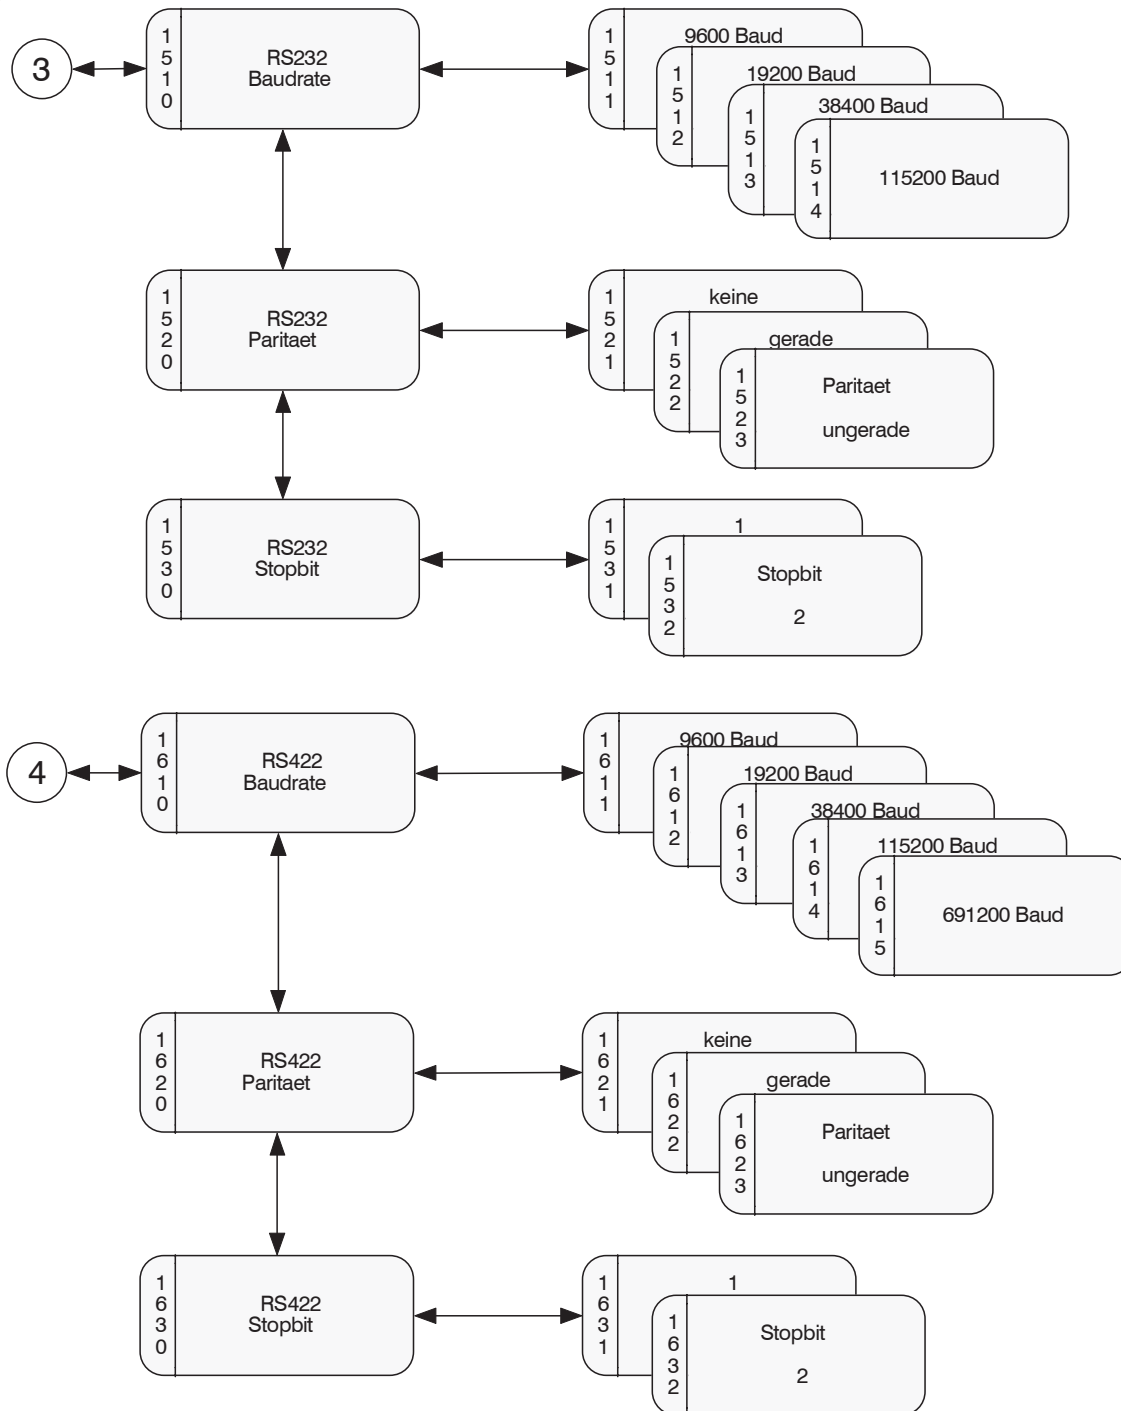 3
1510
RS232
Baudrate
1511
9600 Baud
1512
19200 Baud
1513
38400 Baud
1514
115200 Baud
1520
RS232
Paritaet
1521
keine
1522
gerade
1523
Paritaet
ungerade
1530
RS232
Stopbit
1531
1
1532
Stopbit
2
4
1610
RS422
Baudrate
1611
9600 Baud
1612
19200 Baud
1613
38400 Baud
1614
115200 Baud
1615
691200 Baud
1620
RS422
Paritaet
1621
keine
1622
gerade
1623
Paritaet
ungerade
1630
RS422
Stopbit
1631
1
1632
Stopbit
2